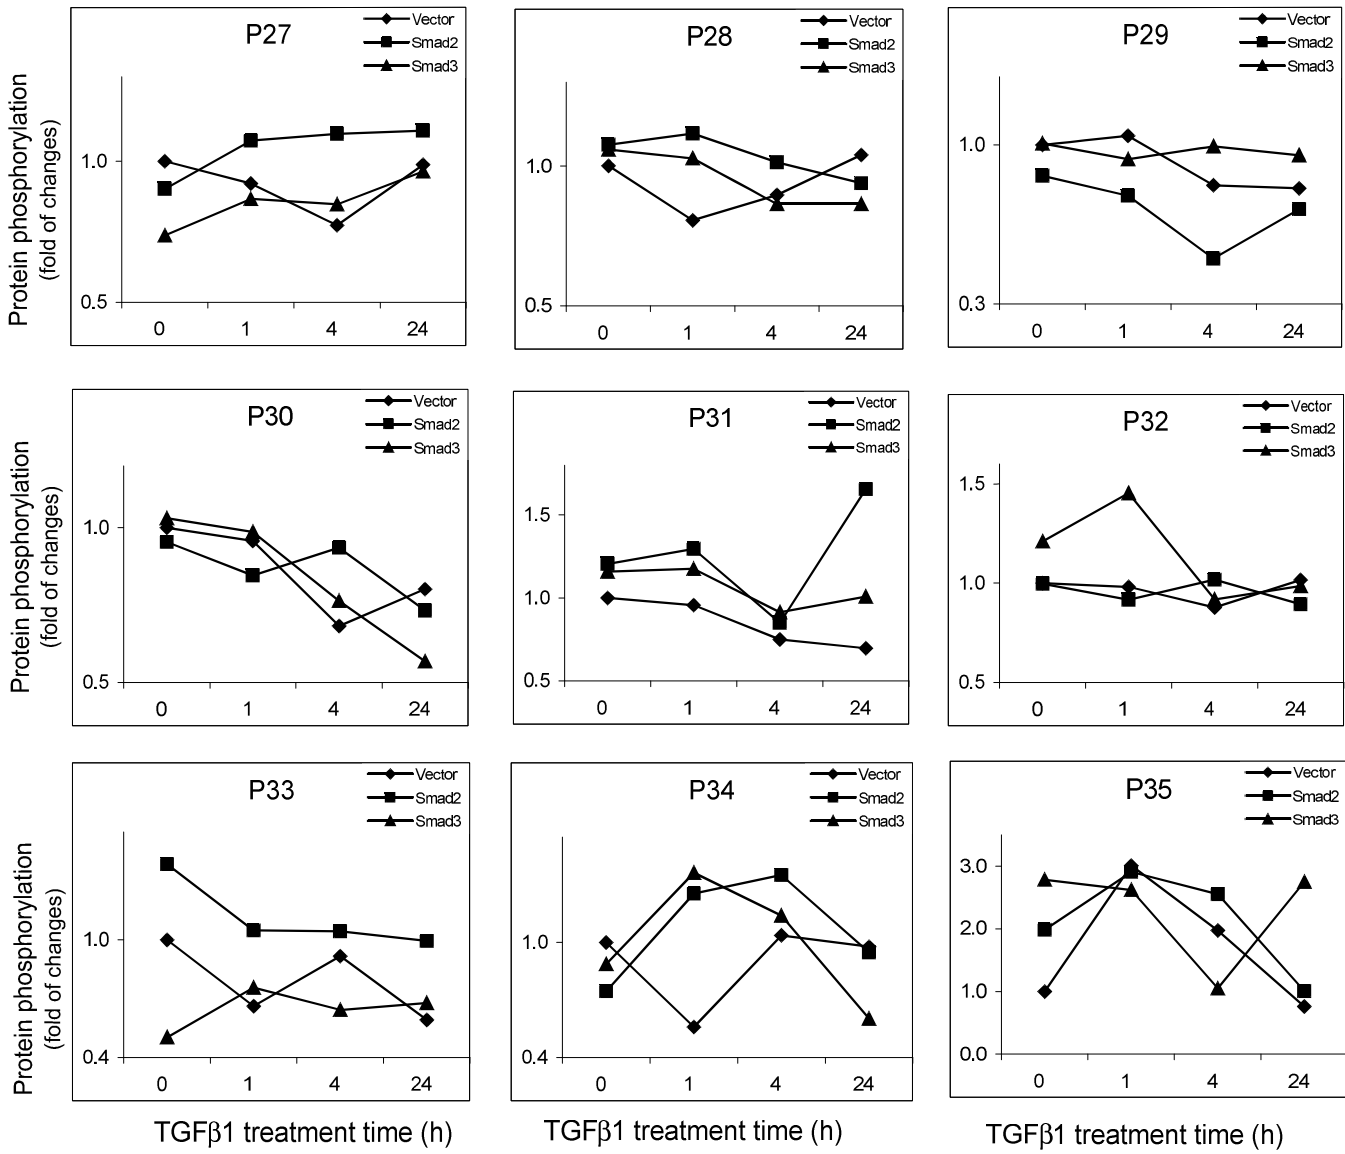 P27
Vector
Smad2
Smad3
1.0
0.5
0 1 4 24
Protein phosphorylation
(fold of changes)
P28
Vector
Smad2
Smad3
1.0
0.5
0 1 4 24
P29
Vector
Smad2
Smad3
1.0
0.3
0 1 4 24
P30
Vector
Smad2
Smad3
1.0
0.5
0 1 4 24
Protein phosphorylation
(fold of changes)
P31
Vector
Smad2
Smad3
1.5
1.0
0.5
0 1 4 24
P32
Vector
Smad2
Smad3
1.5
1.0
0.5
0 1 4 24
P33
Vector
Smad2
Smad3
1.0
0.4
0 1 4 24
Protein phosphorylation
(fold of changes)
P34
Vector
Smad2
Smad3
1.0
0.4
0 1 4 24
P35
Vector
Smad2
Smad3
3.0
2.0
1.0
0.0
0 1 4 24
TGFβ1 treatment time (h)
TGFβ1 treatment time (h)
TGFβ1 treatment time (h)